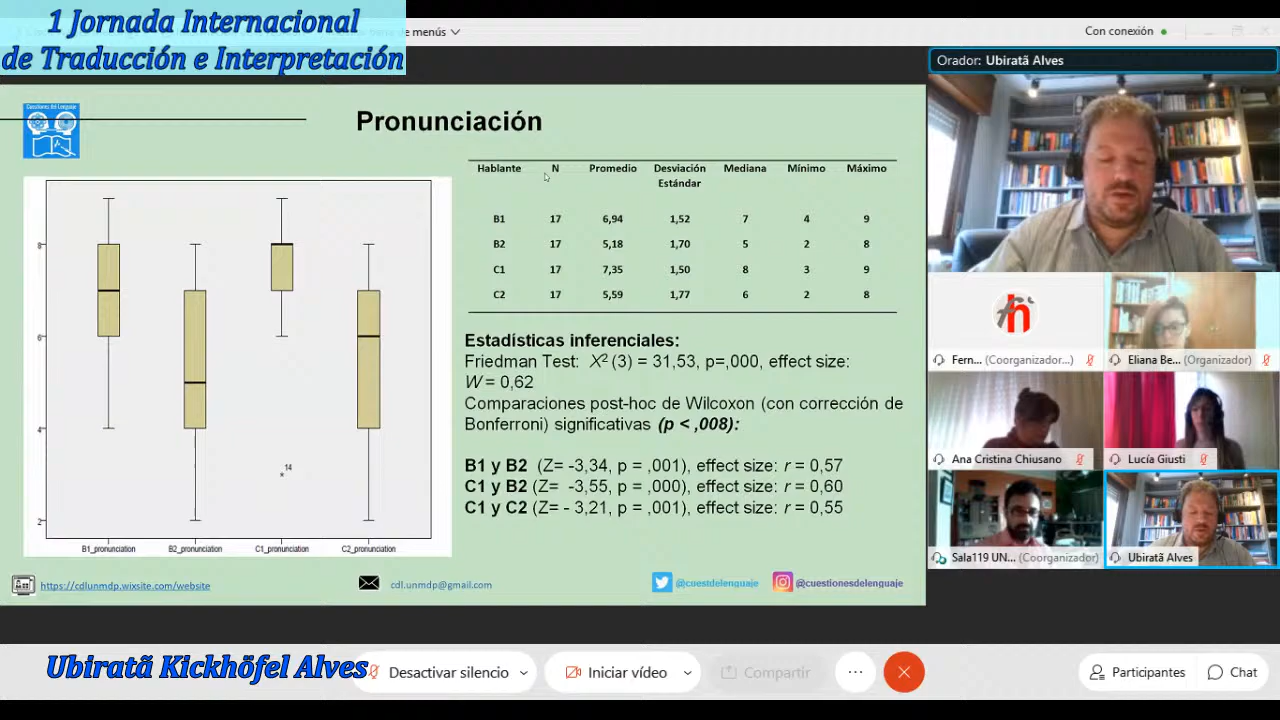 1 Jornada Internacional
de Traducción e Interpretación
menús
Con conexión
Orador: Ubiratã Alves
Cuestiones del Lenguaje
Pronunciación
Hablante N Promedio Desviación Estándar Mediana Mínimo Máximo
B1 17 6,94 1,52 7 4 9
B2 17 5,18 1,70 5 2 8
C1 17 7,35 1,50 8 3 9
C2 17 5,59 1,77 6 2 8
8
6
4
2
14
*
B1_pronunciation B2_pronunciation C1_pronunciation C2_pronunciation
Estadísticas inferenciales:
Friedman Test: X² (3) = 31,53, p=,000, effect size:
W = 0,62
Comparaciones post-hoc de Wilcoxon (con corrección de
Bonferroni) significativas (p < ,008):
B1 y B2 (Z= -3,34, p = ,001), effect size: r = 0,57
C1 y B2 (Z= -3,55, p = ,000), effect size: r = 0,60
C1 y C2 (Z= - 3,21, p = ,001), effect size: r = 0,55
https://cdlunmdp.wixsite.com/website
cdl.unmdp@gmail.com
@cuestdelenguaje
@cuestionesdelenguaje
h
Fern... (Coorganizador...)
Eliana Be... (Organizador)
Ana Cristina Chiusano
Lucía Giusti
Sala119 UN... (Coorganizador)
Ubiratã Alves
Ubiratã Kickhöfel Alves
Desactivar silencio
Iniciar vídeo
Compartir
...
Participantes
Chat